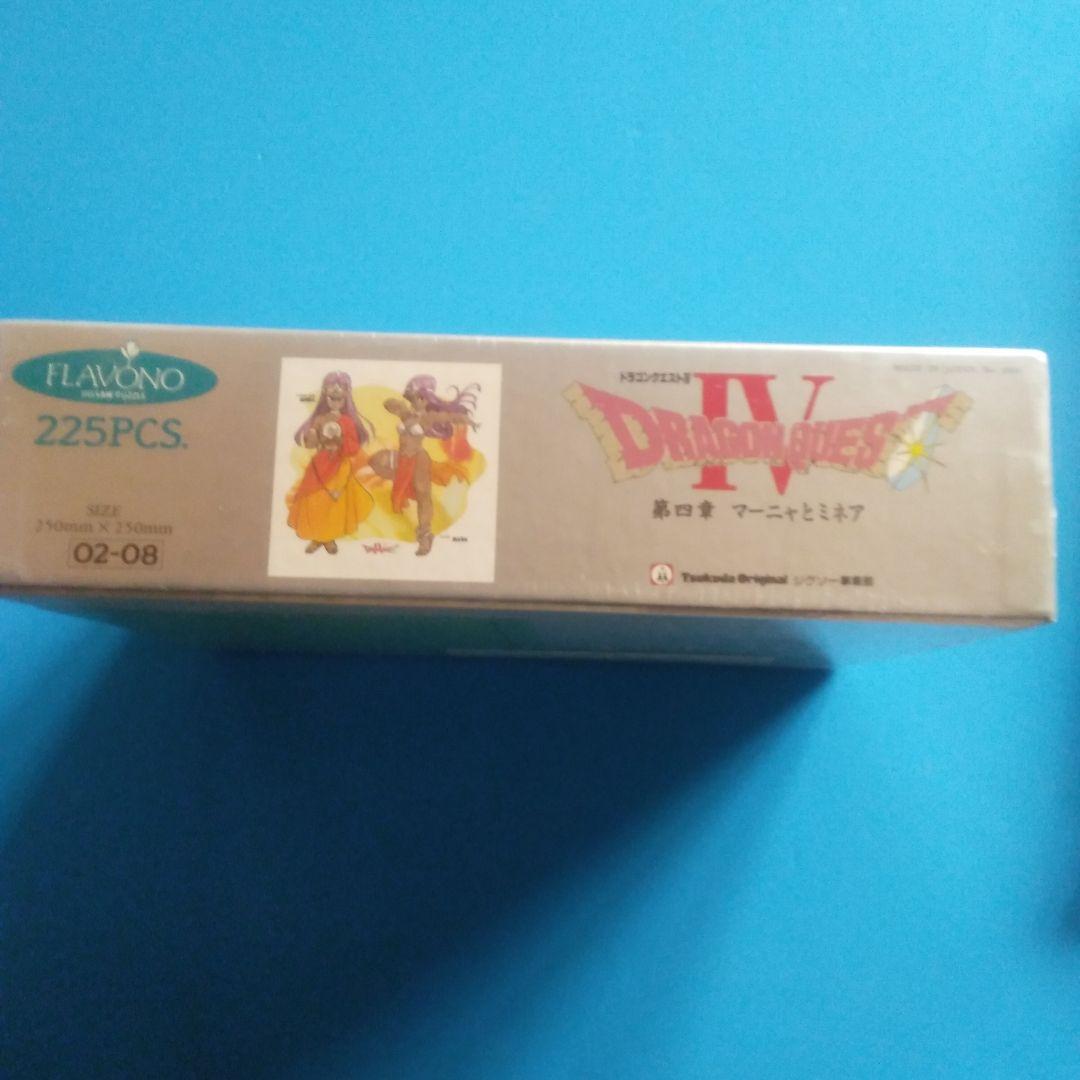 FLAVONO
JIGSAW PUZZLE
225PCS.
SIZE
250mm × 250mm
02-08
ドラゴンクエストIV
DRAGON QUEST
IV
第四章 マーニャとミネア
Tsukuda Original ジグソー事業部
MADE IN JAPAN